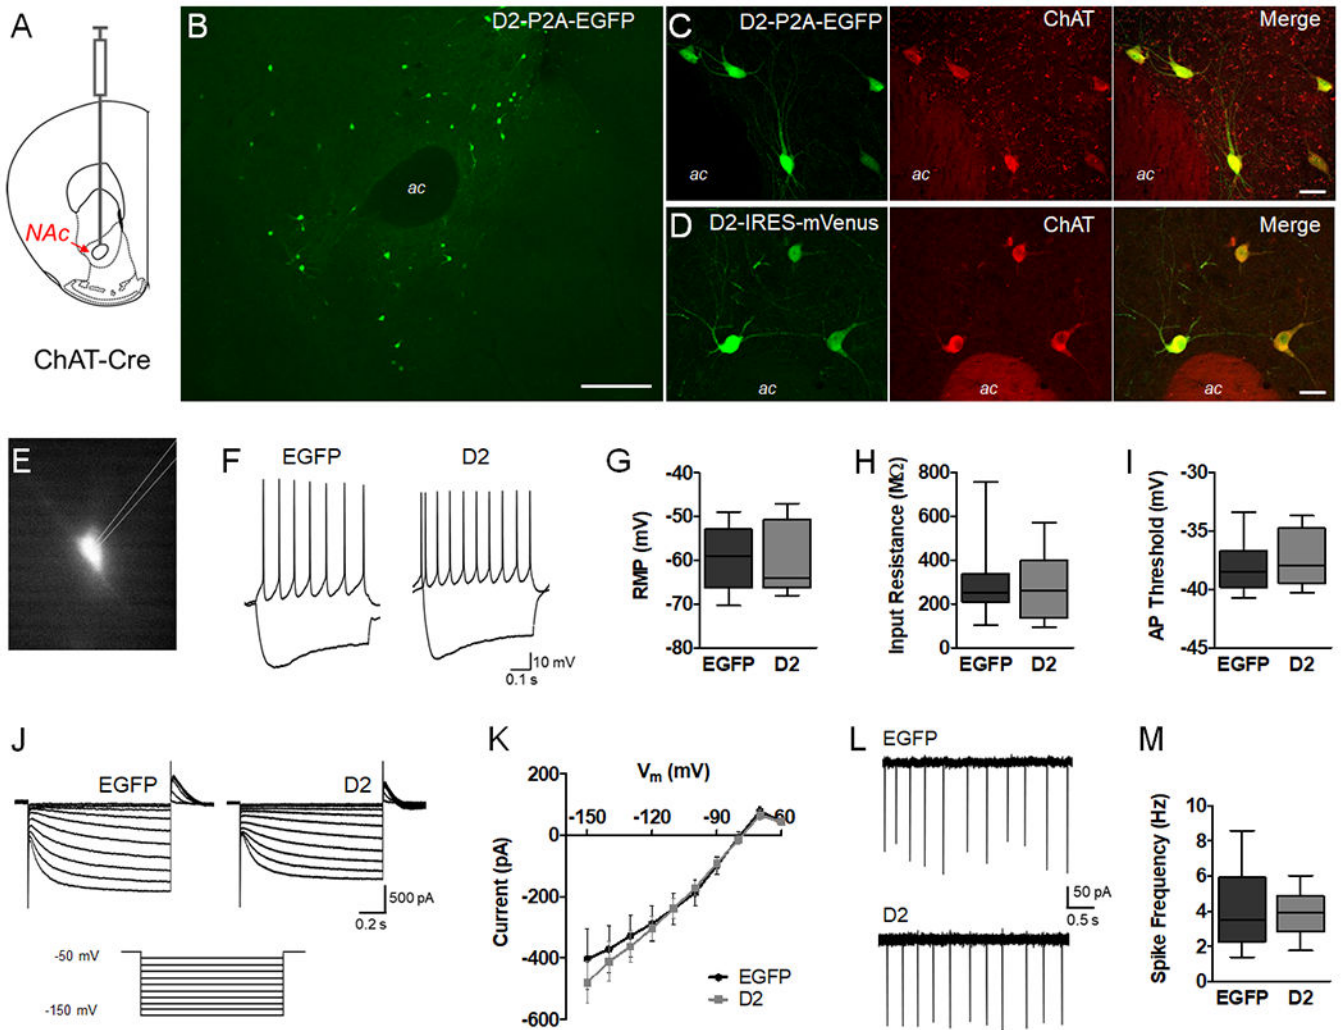 A
NAc
ChAT-Cre
B
D2-P2A-EGFP
ac
C
D2-P2A-EGFP
ChAT
Merge
ac
ac
ac
D
D2-IRES-mVenus
ChAT
Merge
ac
ac
ac
E
F
EGFP
D2
10 mV
0.1 s
G
RMP (mV)
-40
-50
-60
-70
-80
EGFP
D2
H
Input Resistance (MΩ)
800
600
400
200
0
EGFP
D2
I
AP Threshold (mV)
-30
-35
-40
-45
EGFP
D2
J
EGFP
D2
500 pA
0.2 s
-50 mV
-150 mV
K
Vm (mV)
Current (pA)
200
0
-200
-400
-600
-150
-120
-90
-60
EGFP
D2
L
EGFP
D2
50 pA
0.5 s
M
Spike Frequency (Hz)
10
8
6
4
2
0
EGFP
D2